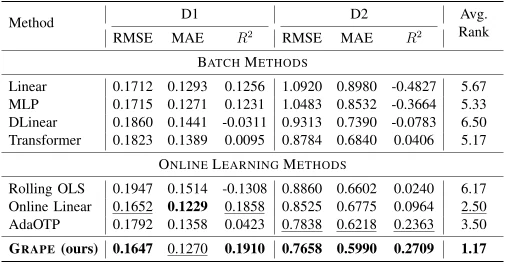 Method D1 D2 Avg. Rank
RMSE MAE R² RMSE MAE R²
BATCH METHODS
Linear 0.1712 0.1293 0.1256 1.0920 0.8980 -0.4827 5.67
MLP 0.1715 0.1271 0.1231 1.0483 0.8532 -0.3664 5.33
DLinear 0.1860 0.1441 -0.0311 0.9313 0.7390 -0.0783 6.50
Transformer 0.1823 0.1389 0.0095 0.8784 0.6840 0.0406 5.17
ONLINE LEARNING METHODS
Rolling OLS 0.1947 0.1514 -0.1308 0.8860 0.6602 0.0240 6.17
Online Linear 0.1652 0.1229 0.1858 0.8525 0.6775 0.0964 2.50
AdaOTP 0.1792 0.1358 0.0423 0.7838 0.6218 0.2363 3.50
GRAPE (ours) 0.1647 0.1270 0.1910 0.7658 0.5990 0.2709 1.17